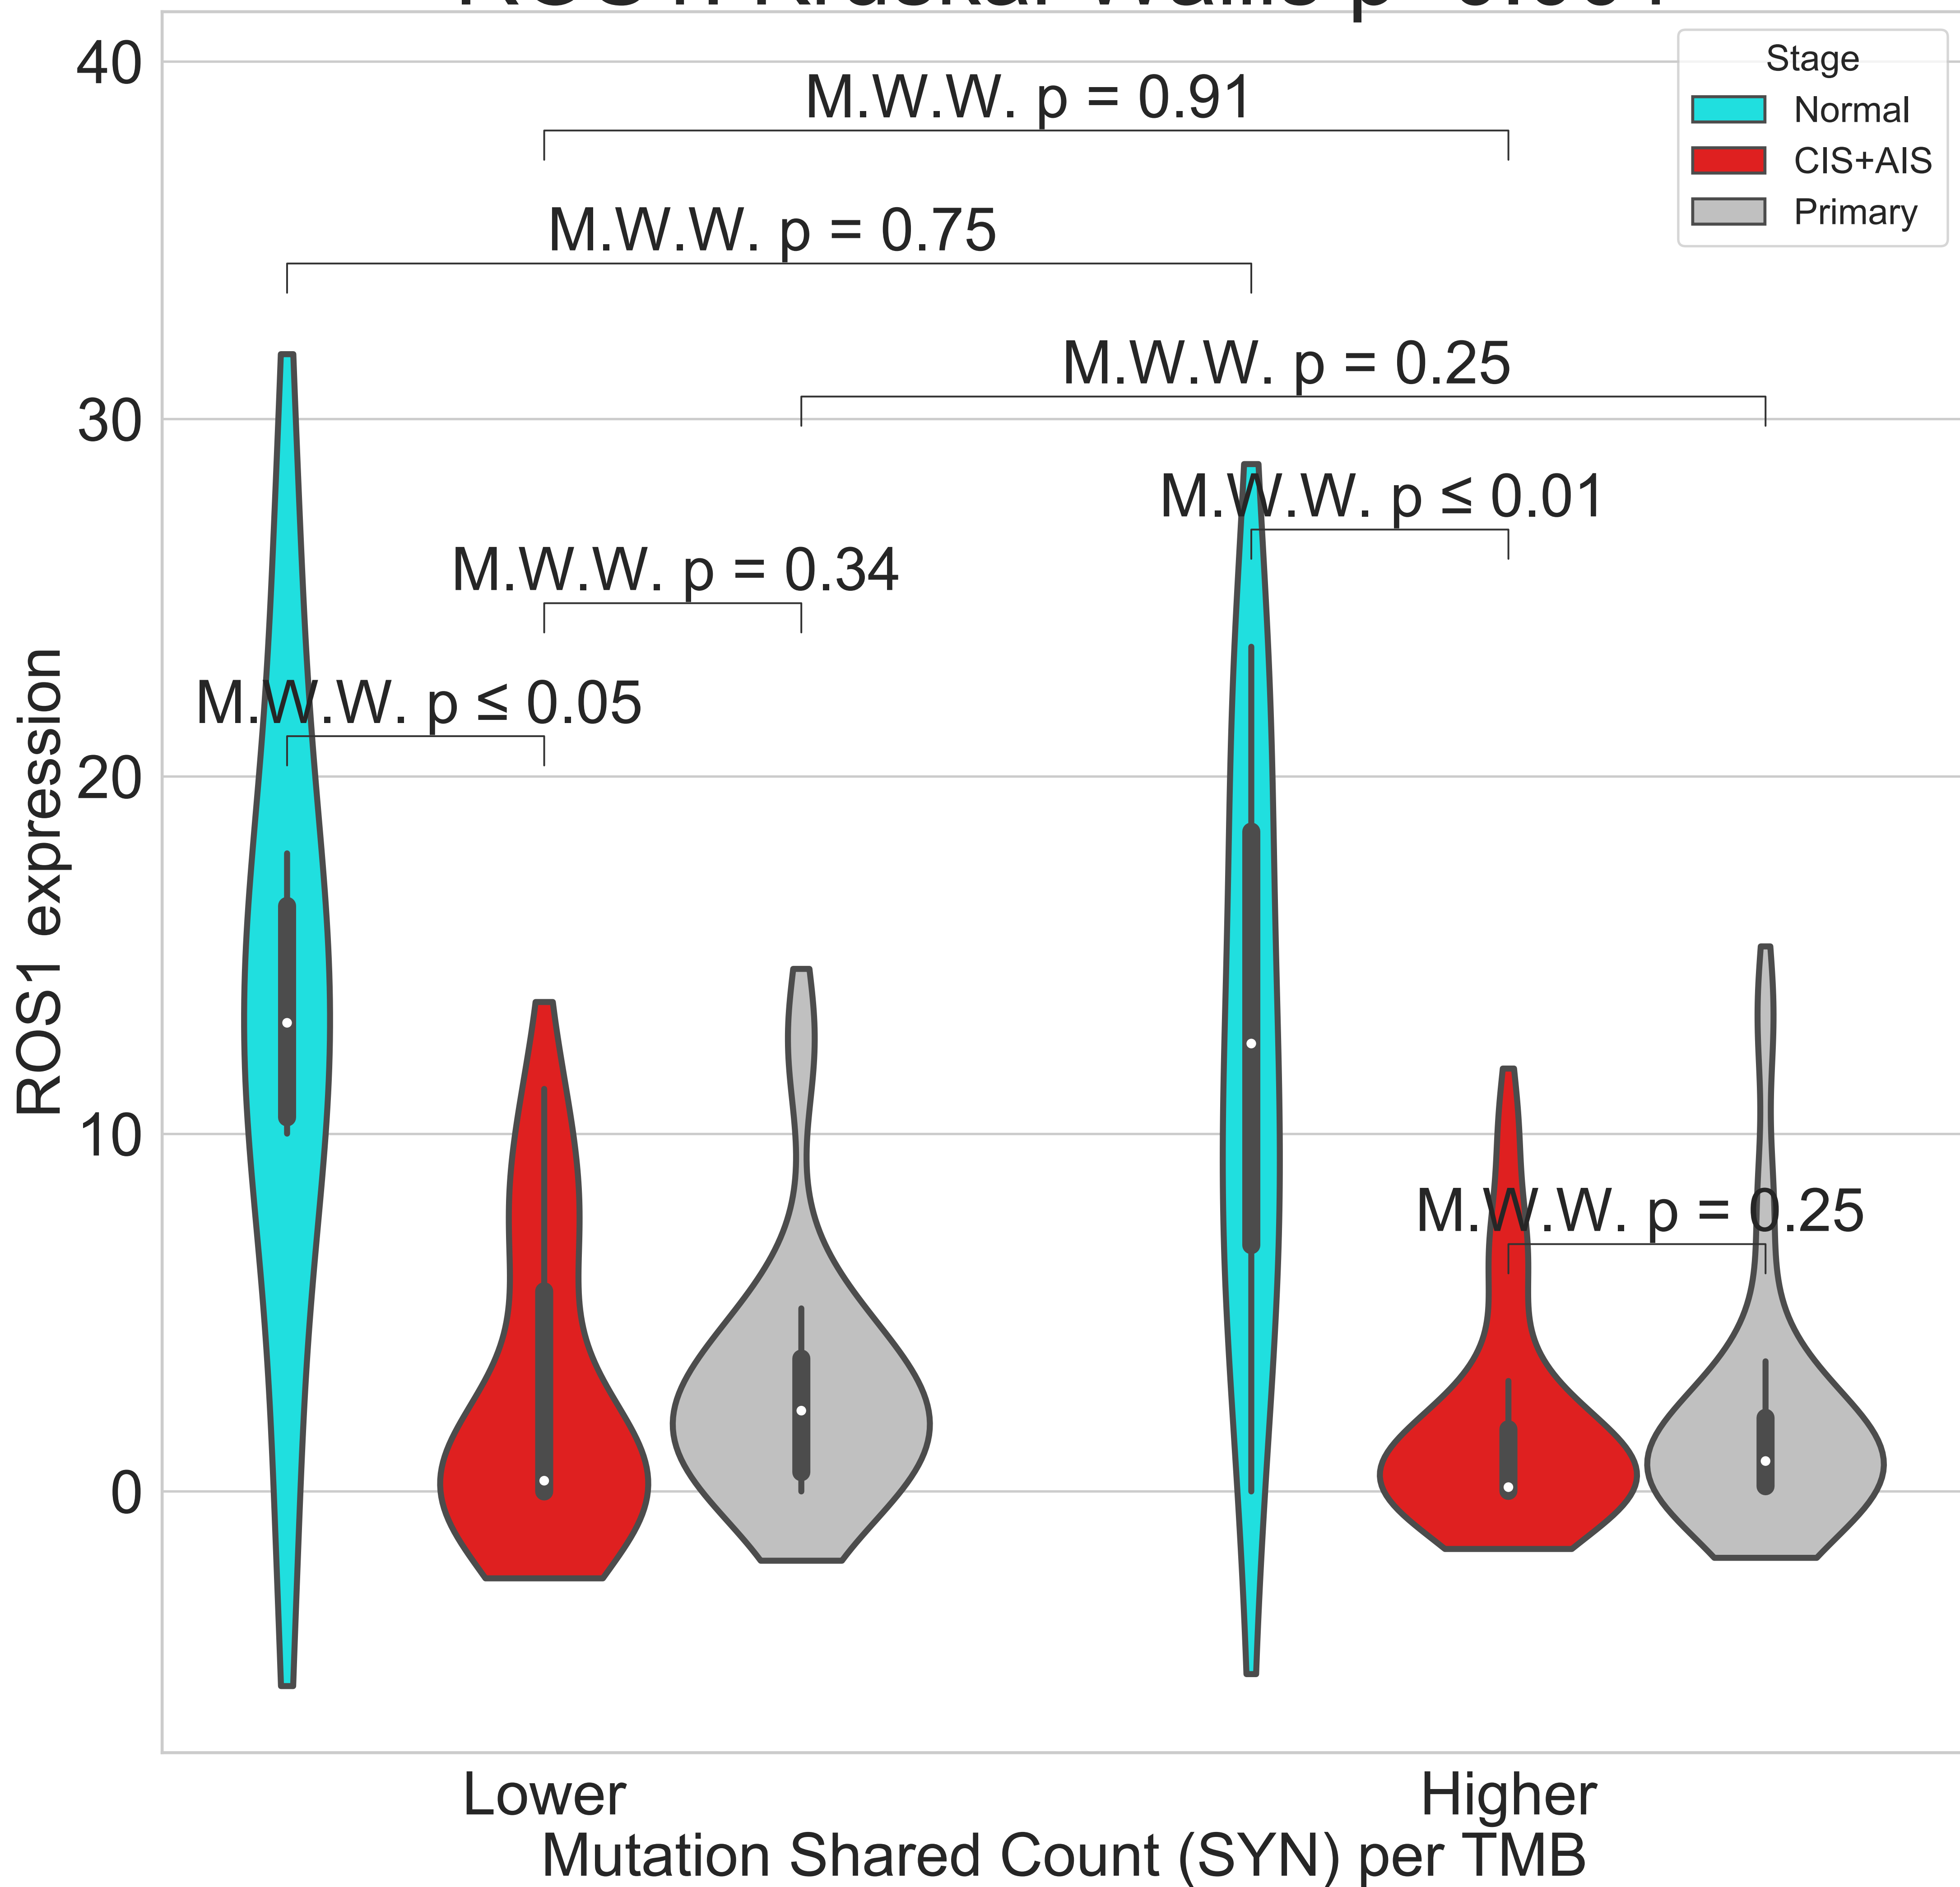 40
M.W.W. p = 0.91
Stage
Normal
CIS+AIS
Primary
M.W.W. p = 0.75
M.W.W. p = 0.25
30
M.W.W. p ≤ 0.01
M.W.W. p = 0.34
M.W.W. p ≤ 0.05
20
ROS1 expression
10
M.W.W. p = 0.25
0
Lower
Higher
Mutation Shared Count (SYN) per TMB